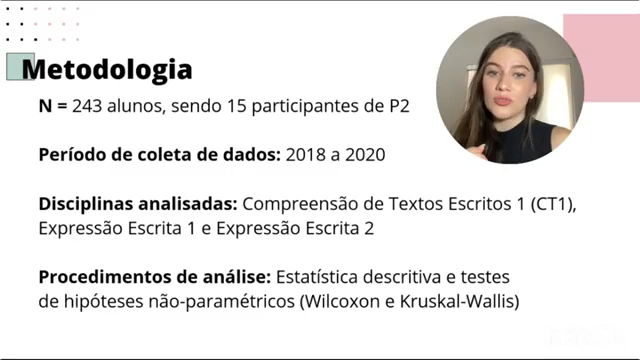 Metodologia
N = 243 alunos, sendo 15 participantes de P2
Período de coleta de dados: 2018 a 2020
Disciplinas analisadas: Compreensão de Textos Escritos 1 (CT1),
Expressão Escrita 1 e Expressão Escrita 2
Procedimentos de análise: Estatística descritiva e testes
de hipóteses não-paramétricos (Wilcoxon e Kruskal-Wallis)